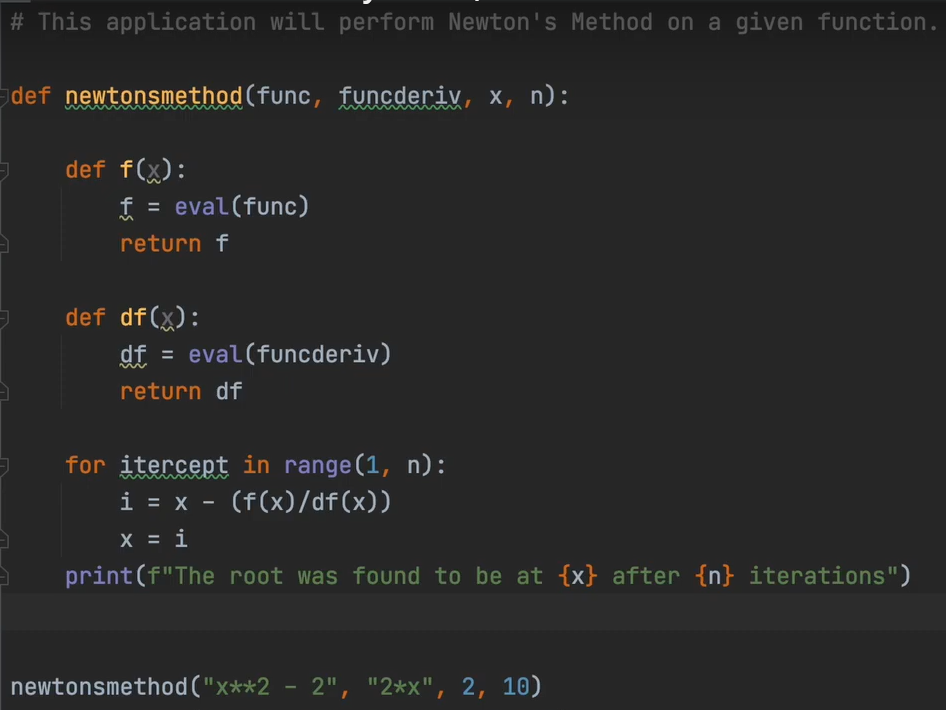 # This application will perform Newton's Method on a given function.
def newtonsmethod(func, funcderiv, x, n):
def f(x):
f = eval(func)
return f
def df(x):
df = eval(funcderiv)
return df
for itercept in range(1, n):
i = x - (f(x)/df(x))
x = i
print(f"The root was found to be at {x} after {n} iterations")
newtonsmethod("x**2 - 2", "2*x", 2, 10)